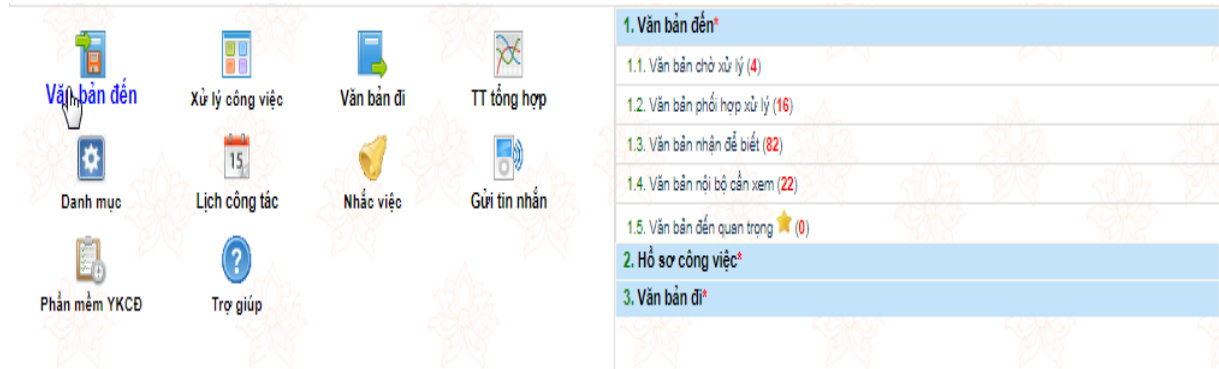 Văn bản đến
Xử lý công việc
Văn bản đi
TT tổng hợp
Danh mục
15
Lịch công tác
Nhắc việc
Gửi tin nhắn
Phần mềm YKCĐ
?
Trợ giúp
1. Văn bản đến*
1.1. Văn bản chờ xử lý (4)
1.2. Văn bản phối hợp xử lý (16)
1.3. Văn bản nhận để biết (82)
1.4. Văn bản nội bộ cần xem (22)
1.5. Văn bản đến quan trọng (0)
2. Hồ sơ công việc*
3. Văn bản đi*